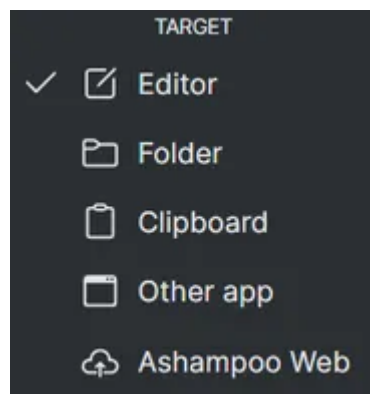 TARGET
Editor
Folder
Clipboard
Other app
Ashampoo Web